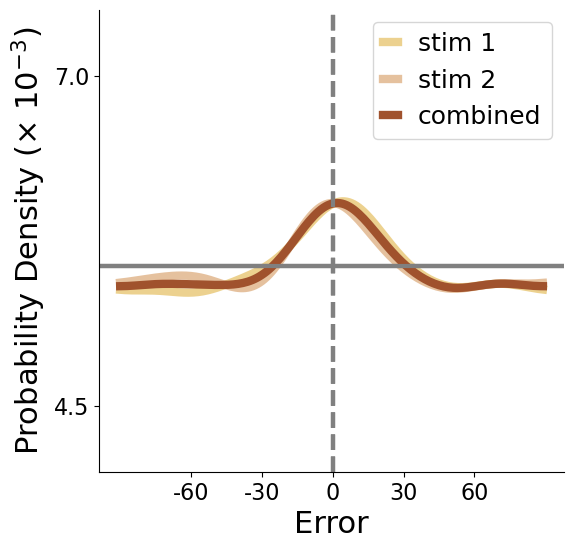 Probability Density (× 10⁻³)
7.0
4.5
stim 1
stim 2
combined
-60 -30 0 30 60
Error